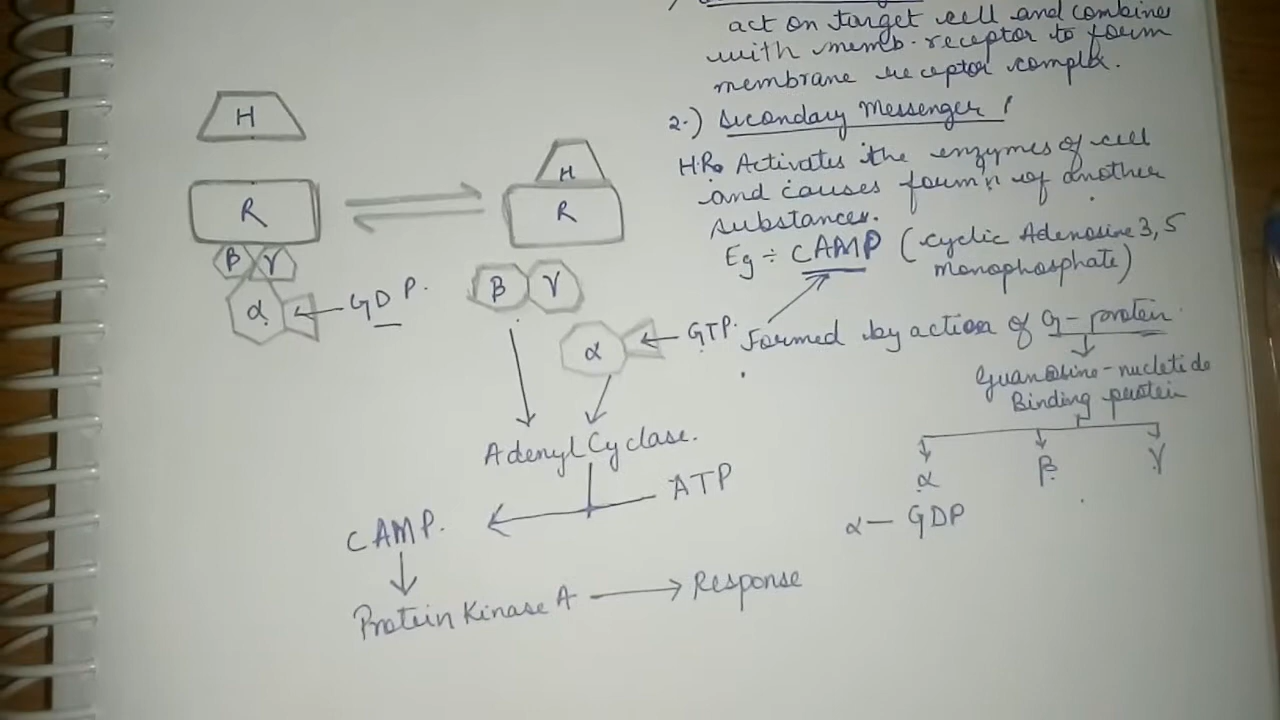 act on target cell and combines
with memb. receptor to form
membrane receptor complex.
2.) Secondary Messenger
H.R. Activates the enzymes of cell
and causes form'n of another
substances.
Eg ÷ CAMP (Cyclic Adenosine 3, 5
monophosphate)
Formed by action of G-protein.
Guanosine-nucletide
Binding protein
α β γ
α — GDP
H
R
β γ
α GDP.
H
R
β γ
α GTP.
Adenyl Cyclase.
ATP
CAMP.
Protein Kinase A Response